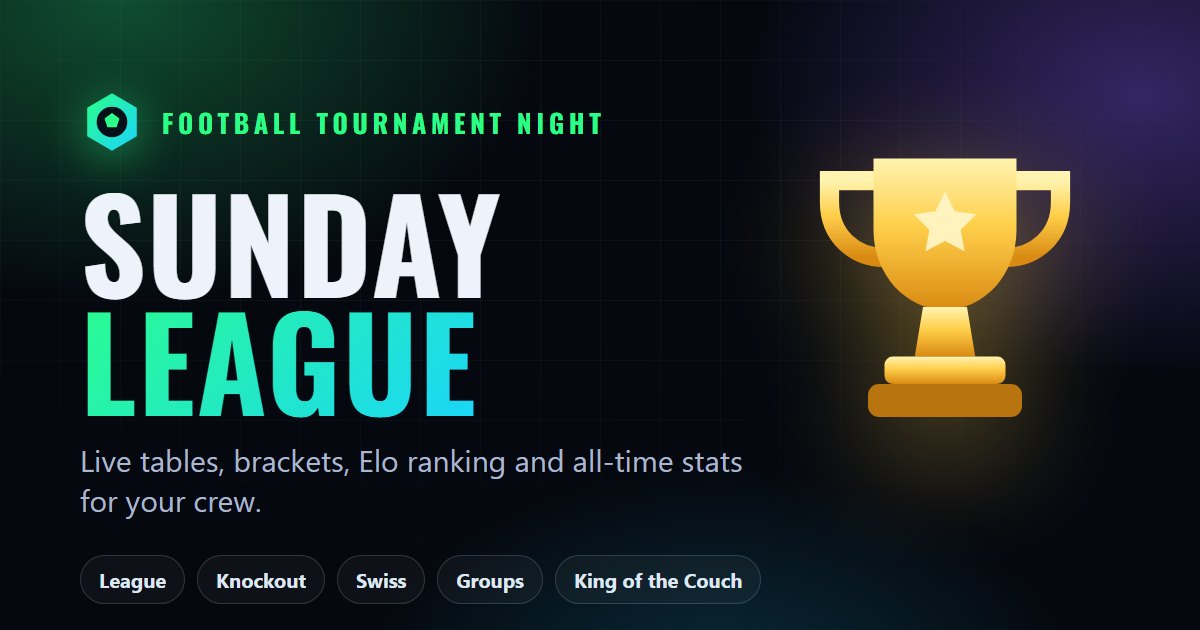 FOOTBALL TOURNAMENT NIGHT
SUNDAY
LEAGUE
Live tables, brackets, Elo ranking and all-time stats
for your crew.
League Knockout Swiss Groups King of the Couch